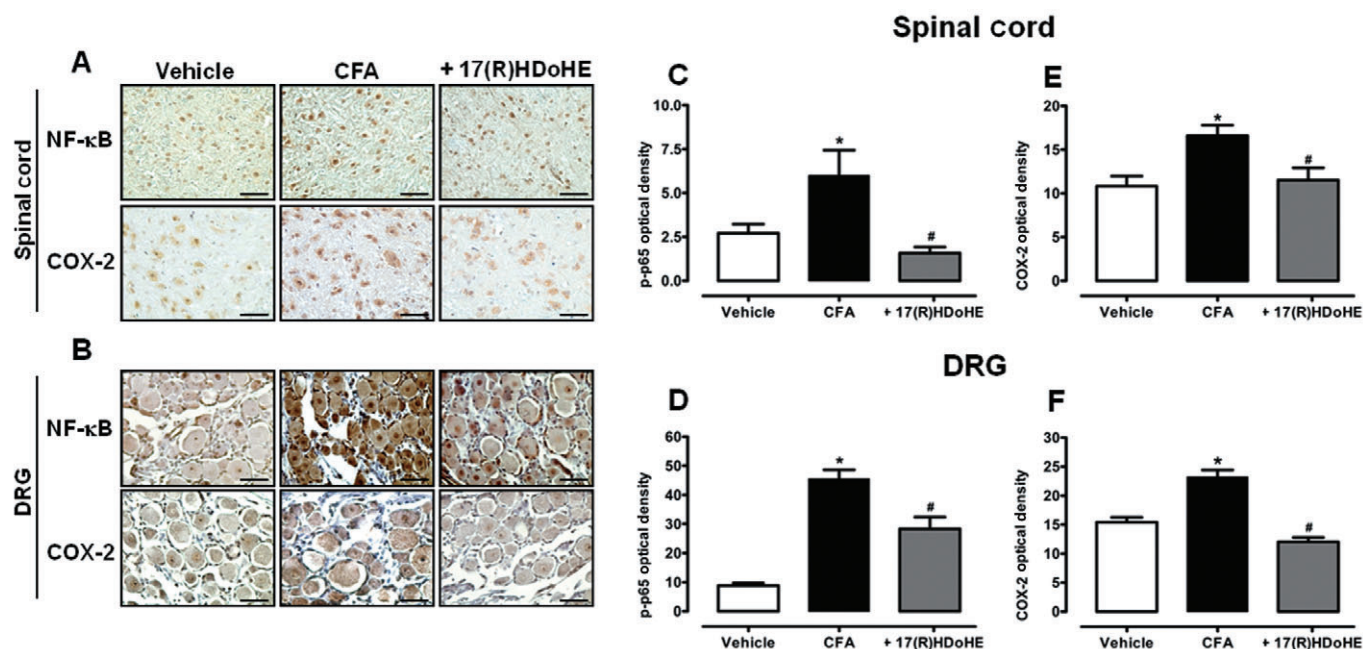 Spinal cord
A
Vehicle CFA + 17(R)HDoHE
Spinal cord
NF-κB
COX-2
B
DRG
NF-κB
COX-2
C
p-p65 optical density
10.0
7.5
5.0
2.5
0.0
*
#
Vehicle CFA + 17(R)HDoHE
E
COX-2 optical density
20
15
10
5
0
*
#
Vehicle CFA + 17(R)HDoHE
DRG
D
p-p65 optical density
60
50
40
30
20
10
0
*
#
Vehicle CFA + 17(R)HDoHE
F
COX-2 optical density
30
25
20
15
10
5
0
*
#
Vehicle CFA + 17(R)HDoHE